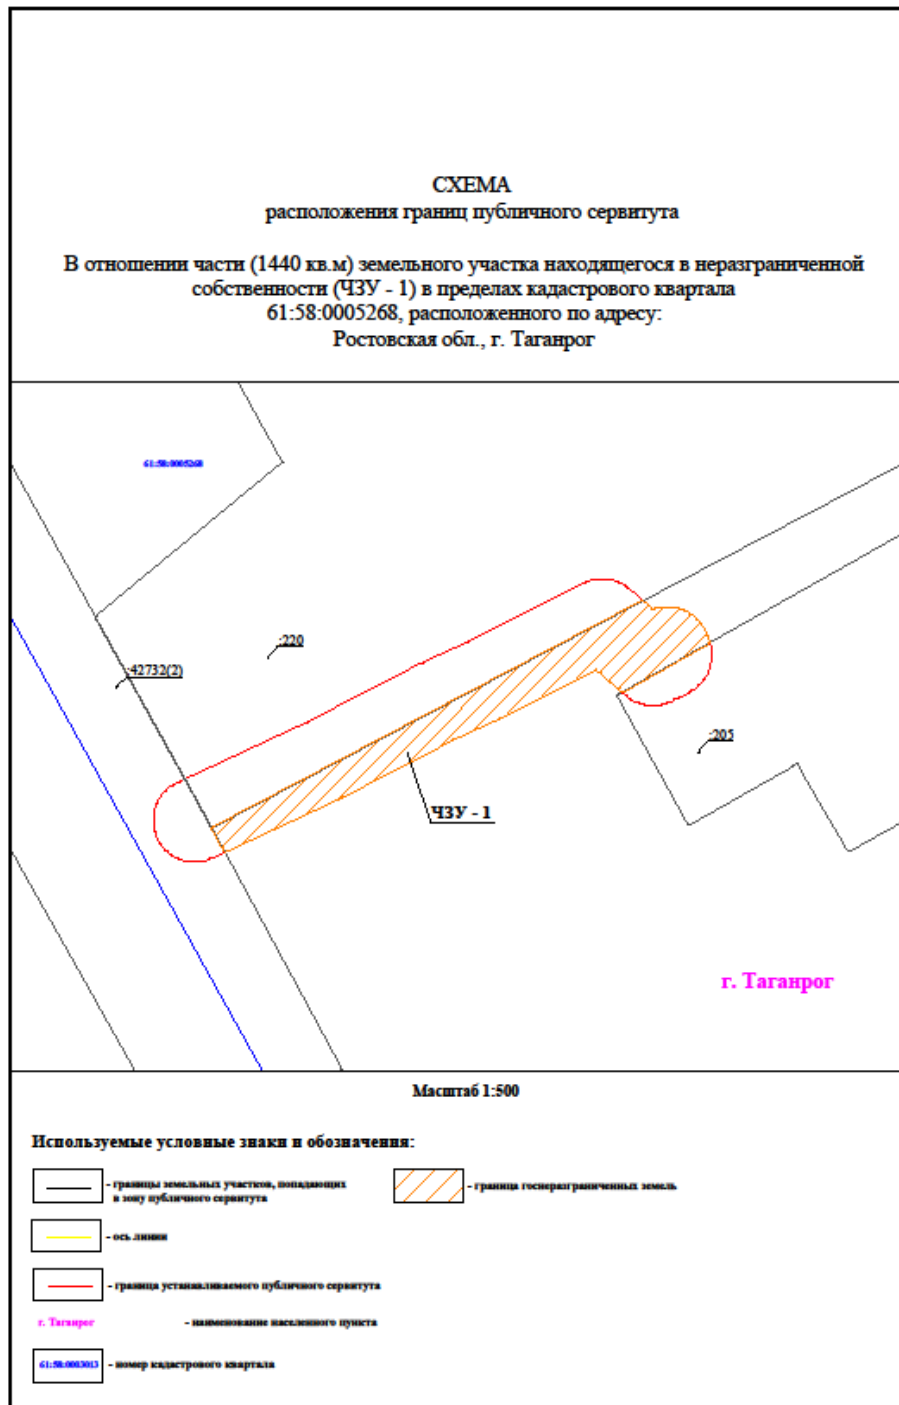 СХЕМА
расположения границ публичного сервитута
В отношении части (1440 кв.м) земельного участка находящегося в неразграниченной
собственности (ЧЗУ - 1) в пределах кадастрового квартала
61:58:0005268, расположенного по адресу:
Ростовская обл., г. Таганрог
61:58:0005268
:220
:42732(2)
:205
ЧЗУ - 1
г. Таганрог
Масштаб 1:500
Используемые условные знаки и обозначения:
- границы земельных участков, попадающих
в зону публичного сервитута
- граница госнеразграниченных земель
- ось линии
- граница устанавливаемого публичного сервитута
г. Таганрог - наименование населенного пункта
61:58:0003013 - номер кадастрового квартала